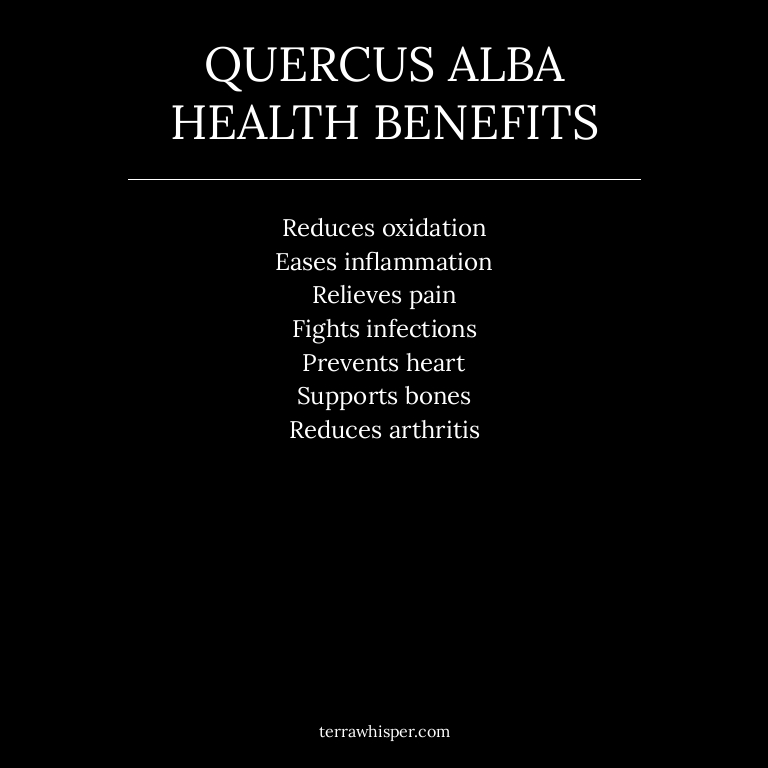 QUERCUS ALBA
HEALTH BENEFITS
Reduces oxidation
Eases inflammation
Relieves pain
Fights infections
Prevents heart
Supports bones
Reduces arthritis
terrawhisper.com